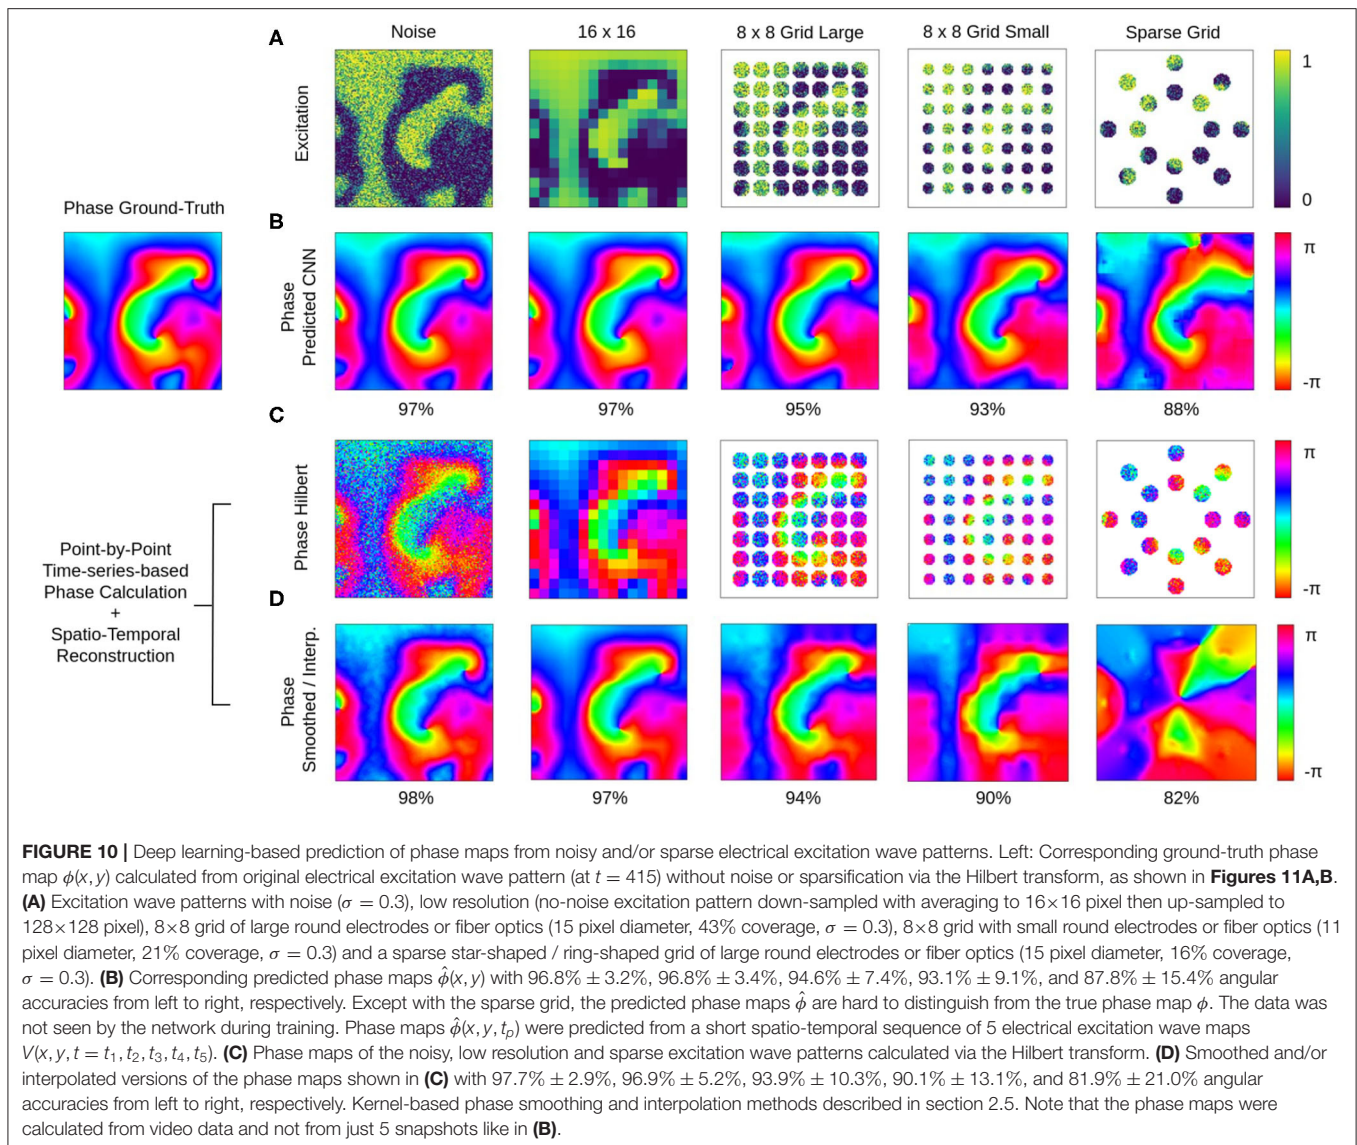 A
Noise
16 x 16
8 x 8 Grid Large
8 x 8 Grid Small
Sparse Grid
Excitation
1
0
Phase Ground-Truth
B
Phase
Predicted CNN
π
-π
97%
97%
95%
93%
88%
C
Phase Hilbert
π
-π
Point-by-Point
Time-series-based
Phase Calculation
+
Spatio-Temporal
Reconstruction
D
Phase
Smoothed / Interp.
π
-π
98%
97%
94%
90%
82%
FIGURE 10 | Deep learning-based prediction of phase maps from noisy and/or sparse electrical excitation wave patterns. Left: Corresponding ground-truth phase
map ϕ(x, y) calculated from original electrical excitation wave pattern (at t = 415) without noise or sparsification via the Hilbert transform, as shown in Figures 11A,B.
(A) Excitation wave patterns with noise (σ = 0.3), low resolution (no-noise excitation pattern down-sampled with averaging to 16×16 pixel then up-sampled to
128×128 pixel), 8×8 grid of large round electrodes or fiber optics (15 pixel diameter, 43% coverage, σ = 0.3), 8×8 grid with small round electrodes or fiber optics (11
pixel diameter, 21% coverage, σ = 0.3) and a sparse star-shaped / ring-shaped grid of large round electrodes or fiber optics (15 pixel diameter, 16% coverage,
σ = 0.3). (B) Corresponding predicted phase maps ϕ̂(x, y) with 96.8% ± 3.2%, 96.8% ± 3.4%, 94.6% ± 7.4%, 93.1% ± 9.1%, and 87.8% ± 15.4% angular
accuracies from left to right, respectively. Except with the sparse grid, the predicted phase maps ϕ̂ are hard to distinguish from the true phase map ϕ. The data was
not seen by the network during training. Phase maps ϕ̂(x, y, tₚ) were predicted from a short spatio-temporal sequence of 5 electrical excitation wave maps
V(x, y, t = t₁, t₂, t₃, t₄, t₅). (C) Phase maps of the noisy, low resolution and sparse excitation wave patterns calculated via the Hilbert transform. (D) Smoothed and/or
interpolated versions of the phase maps shown in (C) with 97.7% ± 2.9%, 96.9% ± 5.2%, 93.9% ± 10.3%, 90.1% ± 13.1%, and 81.9% ± 21.0% angular
accuracies from left to right, respectively. Kernel-based phase smoothing and interpolation methods described in section 2.5. Note that the phase maps were
calculated from video data and not from just 5 snapshots like in (B).